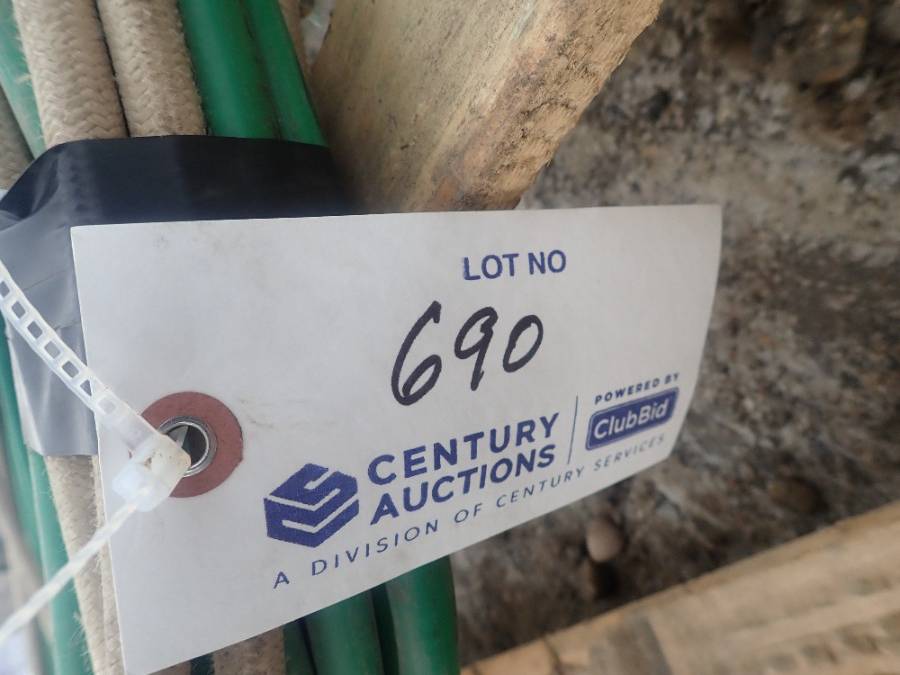 LOT NO
690
CENTURY
AUCTIONS
POWERED BY
ClubBid
A DIVISION OF CENTURY SERVICES